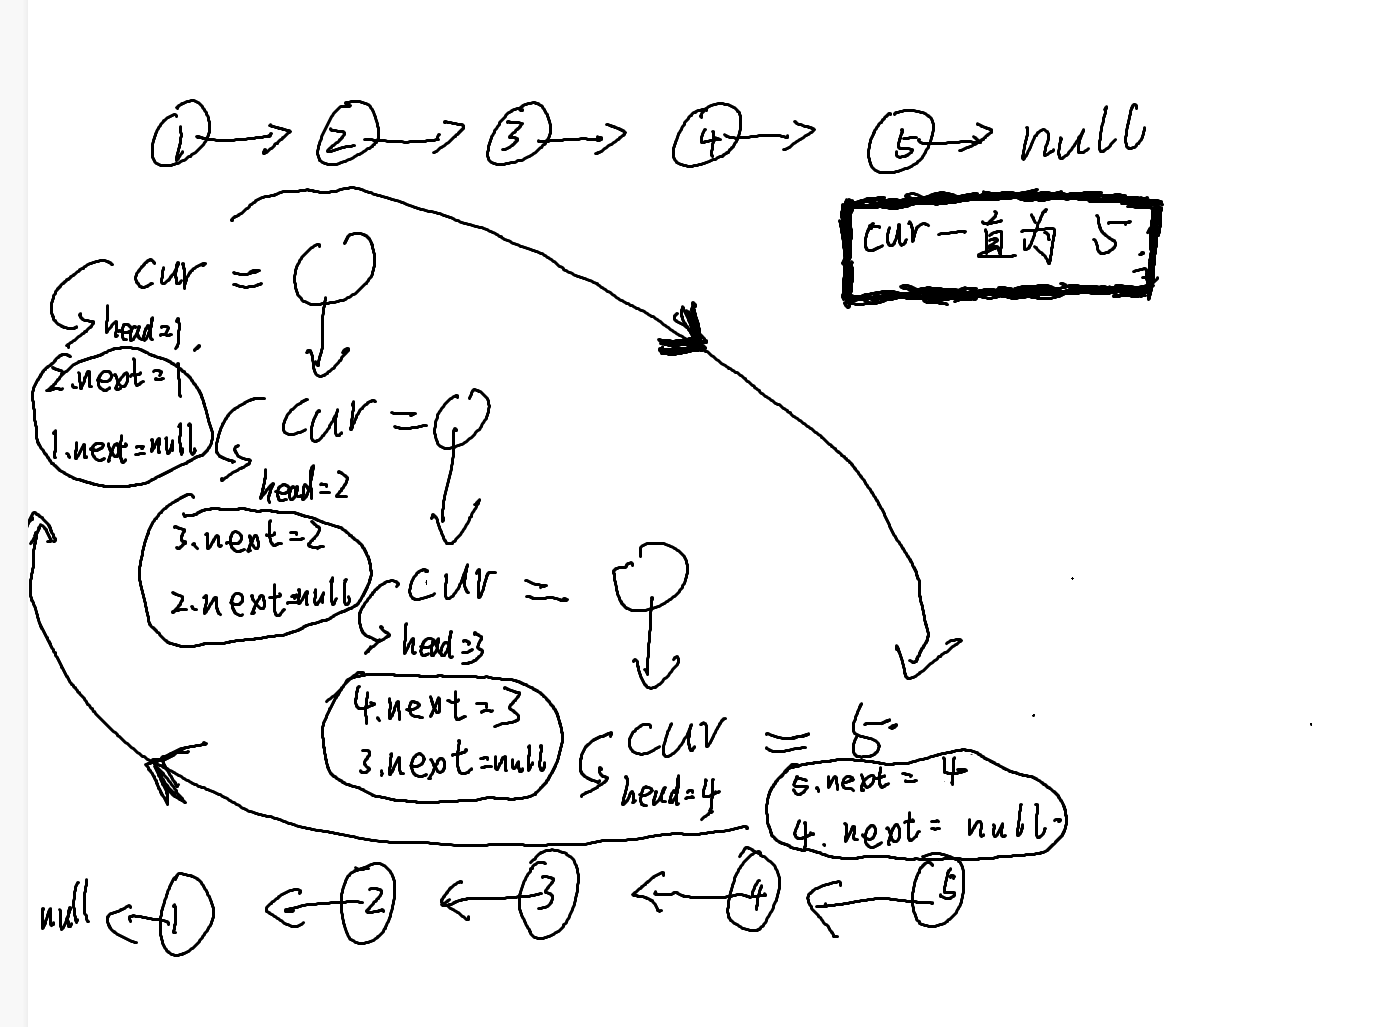 1 2 3 4 5 null
cur一直为 5.
cur =
head=1.
2.next=1
1.next=null
cur =
head=2
3.next=2
2.next=null
cur =
head=3
4.next=3
3.next=null
cur = 5
head=4
5.next= 4
4.next= null
null 1 2 3 4 5